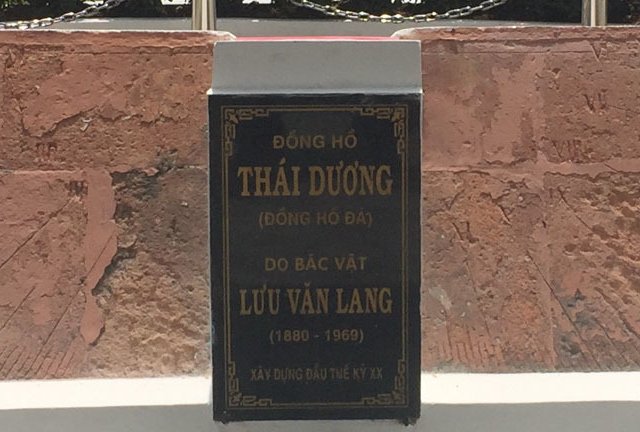 ĐỒNG HỒ
THÁI DƯƠNG
(ĐỒNG HỒ ĐÁ)
DO BÁC VẬT
LƯU VĂN LANG
(1880 - 1969)
XÂY DỰNG ĐẦU THẾ KỶ XX